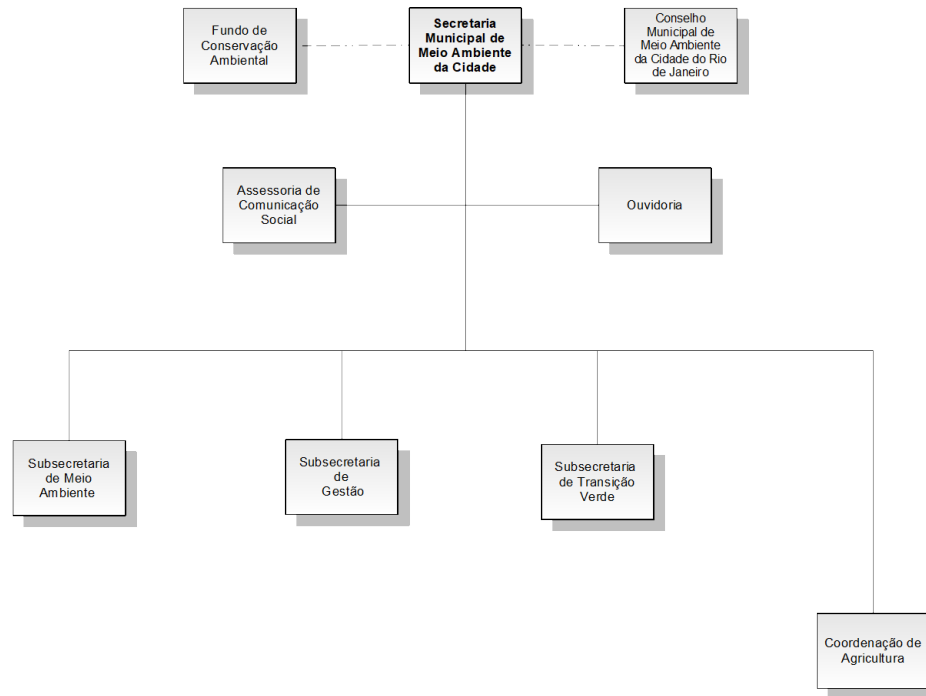 Fundo de
Conservação
Ambiental
Secretaria
Municipal de
Meio Ambiente
da Cidade
Conselho
Municipal de
Meio Ambiente
da Cidade do Rio
de Janeiro
Assessoria de
Comunicação
Social
Ouvidoria
Subsecretaria
de Meio
Ambiente
Subsecretaria
de
Gestão
Subsecretaria
de Transição
Verde
Coordenação de
Agricultura